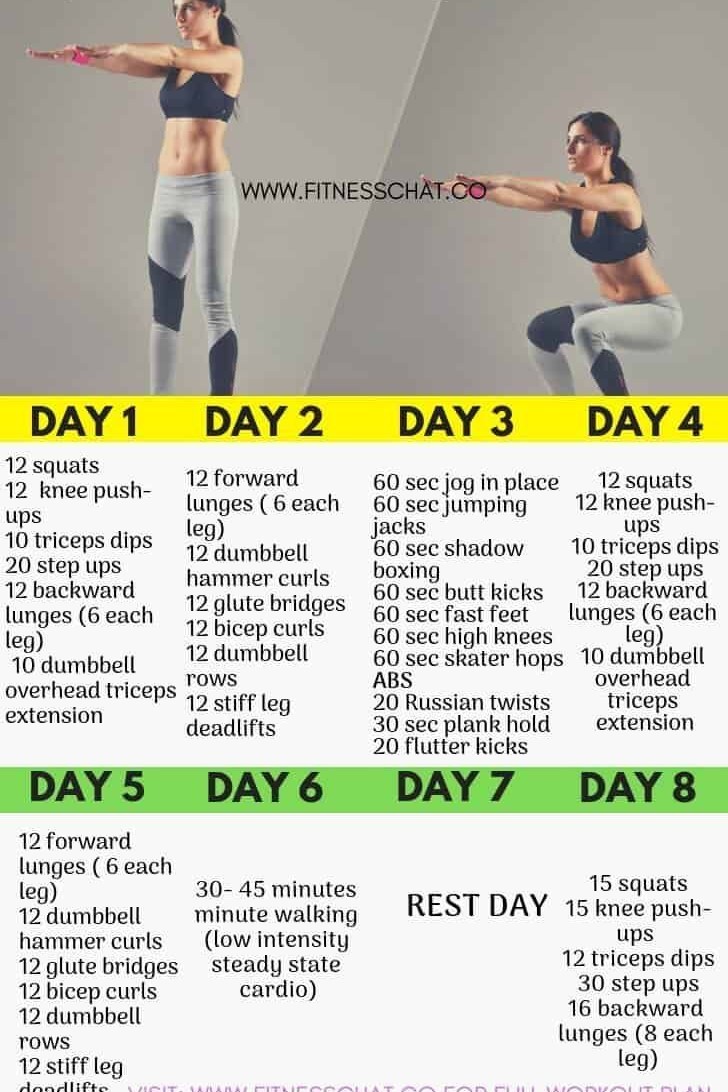 WWW.FITNESSCHAT.CO
DAY 1
12 squats
12 knee push-
ups
10 triceps dips
20 step ups
12 backward
lunges (6 each
leg)
10 dumbbell
overhead triceps
extension
DAY 2
12 forward
lunges ( 6 each
leg)
12 dumbbell
hammer curls
12 glute bridges
12 bicep curls
12 dumbbell
rows
12 stiff leg
deadlifts
DAY 3
60 sec jog in place
60 sec jumping
jacks
60 sec shadow
boxing
60 sec butt kicks
60 sec fast feet
60 sec high knees
60 sec skater hops
ABS
20 Russian twists
30 sec plank hold
20 flutter kicks
DAY 4
12 squats
12 knee push-
ups
10 triceps dips
20 step ups
12 backward
lunges (6 each
leg)
10 dumbbell
overhead
triceps
extension
DAY 5
12 forward
lunges ( 6 each
leg)
12 dumbbell
hammer curls
12 glute bridges
12 bicep curls
12 dumbbell
rows
12 stiff leg
deadlifts
DAY 6
30- 45 minutes
minute walking
(low intensity
steady state
cardio)
DAY 7
REST DAY
DAY 8
15 squats
15 knee push-
ups
12 triceps dips
30 step ups
16 backward
lunges (8 each
leg)
VISIT: WWW.FITNESSCHAT.CO FOR FULL WORKOUT PLAN